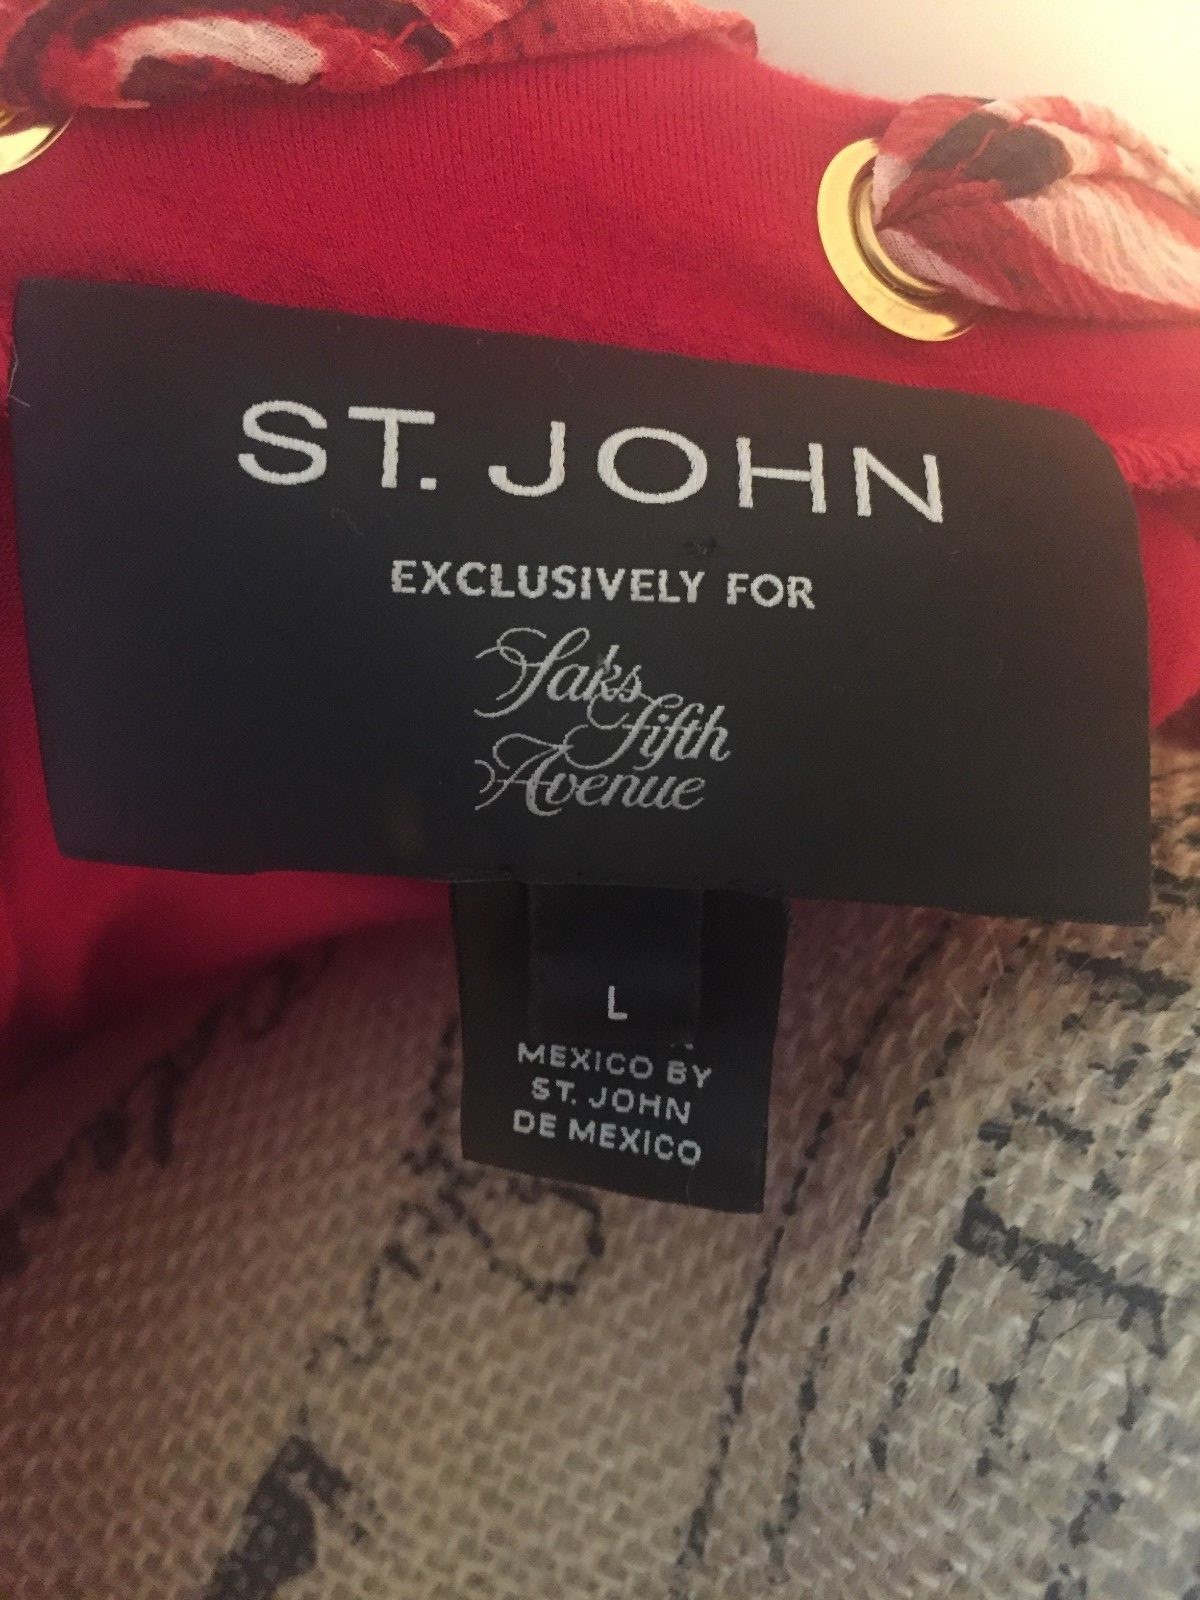 ST. JOHN
EXCLUSIVELY FOR
Saks
Fifth
Avenue
L
MEXICO BY
ST. JOHN
DE MEXICO